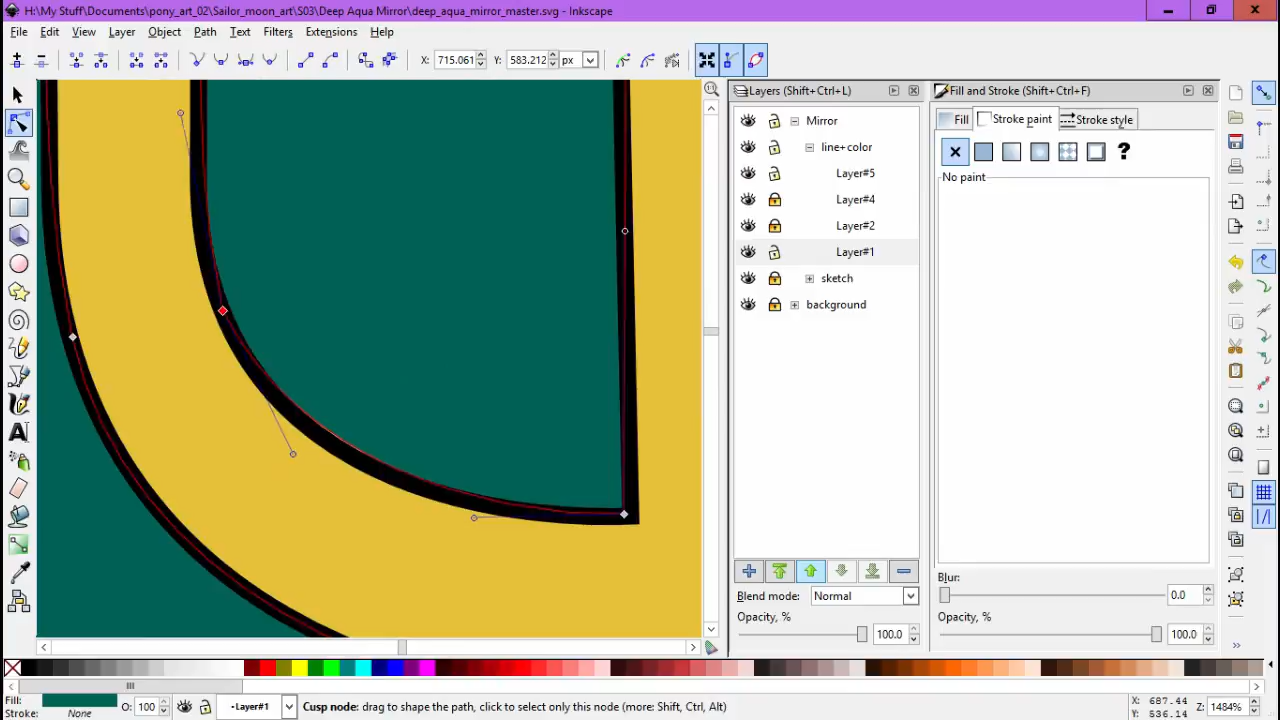 H:\My Stuff\Documents\pony_art_02\Sailor_moon_art\S03\Deep Aqua Mirror\deep_aqua_mirror_master.svg - Inkscape
File Edit View Layer Object Path Text Filters Extensions Help
X: 715.061 Y: 583.212 px
Layers (Shift+Ctrl+L)
Fill and Stroke (Shift+Ctrl+F)
Mirror
Fill Stroke paint Stroke style
line+color
?
Layer#5
No paint
Layer#4
Layer#2
Layer#1
sketch
background
Blur:
Blend mode: Normal
0.0
Opacity, %
Opacity, %
100.0
100.0
Fill:
Stroke: None
O: 100
·Layer#1
Cusp node: drag to shape the path, click to select only this node (more: Shift, Ctrl, Alt)
X: 687.44
Y: 536.14
Z: 1484%